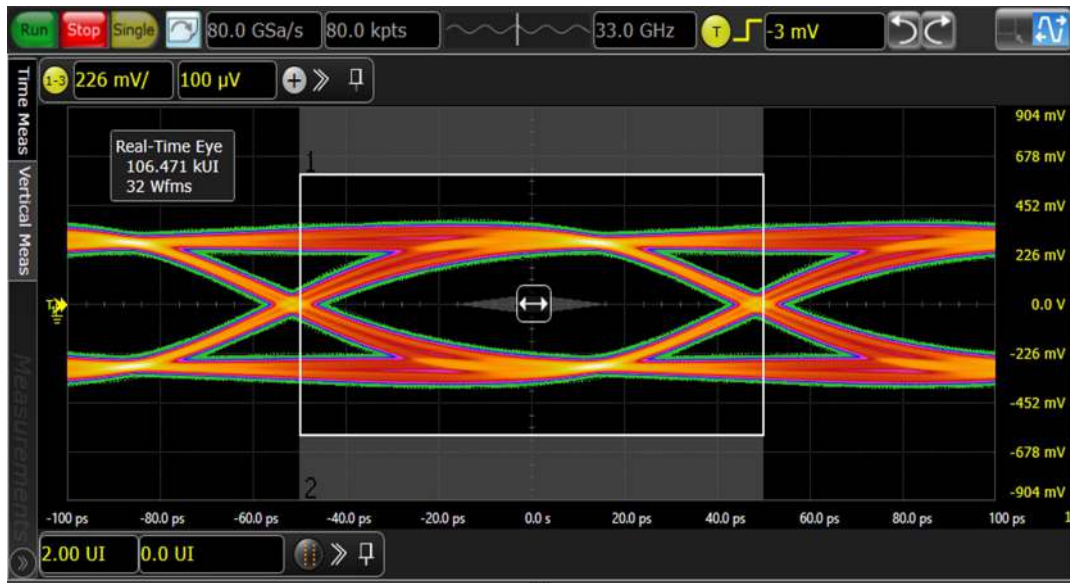 Run Stop Single 80.0 GSa/s 80.0 kpts 33.0 GHz T -3 mV
Time Meas
Vertical Meas
Measurements
1-3 226 mV/ 100 µV +
Real-Time Eye
106.471 kUI
32 Wfms
1
2
904 mV
678 mV
452 mV
226 mV
0.0 V
-226 mV
-452 mV
-678 mV
-904 mV
-100 ps -80.0 ps -60.0 ps -40.0 ps -20.0 ps 0.0 s 20.0 ps 40.0 ps 60.0 ps 80.0 ps 100 ps
2.00 UI 0.0 UI